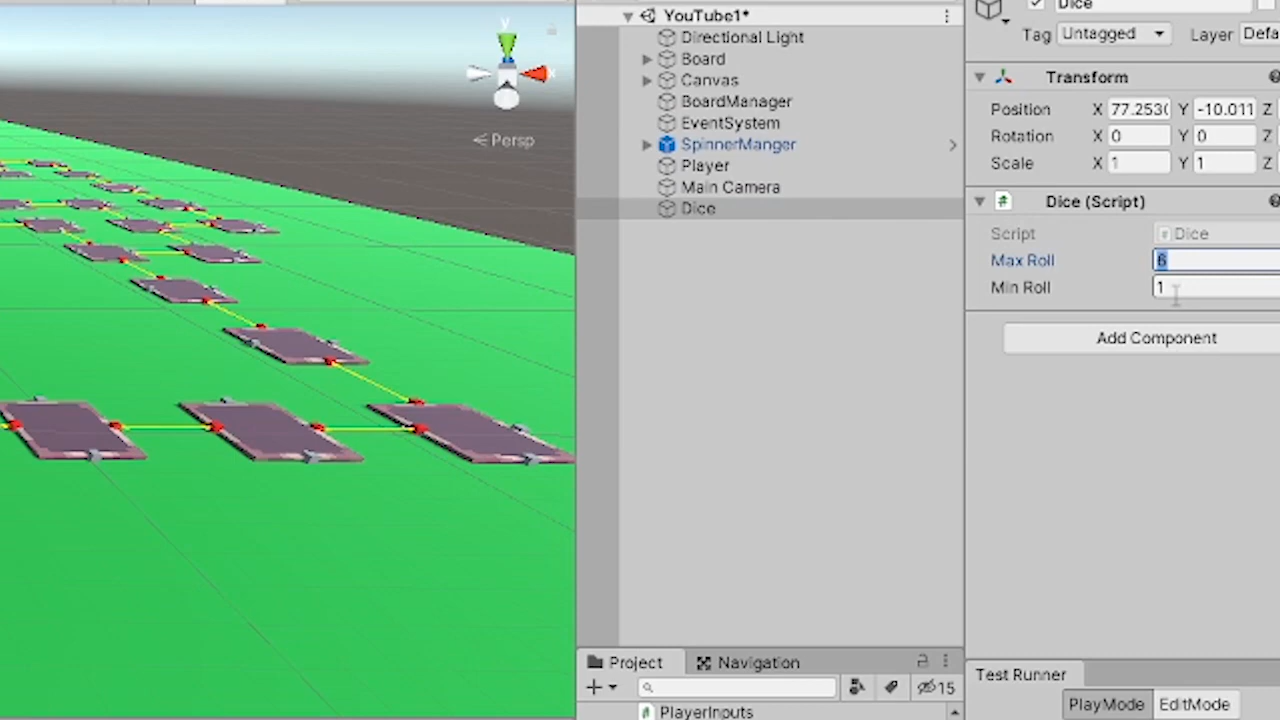 y
x
Persp
YouTube1*
Directional Light
Board
Canvas
BoardManager
EventSystem
SpinnerManger
Player
Main Camera
Dice
Project
Navigation
15
PlayerInputs
Dice
Tag Untagged Layer Defa
Transform
Position X 77.253( Y -10.011 Z
Rotation X 0 Y 0 Z
Scale X 1 Y 1 Z
# Dice (Script)
Script # Dice
Max Roll 6
Min Roll 1
Add Component
Test Runner
PlayMode EditMode